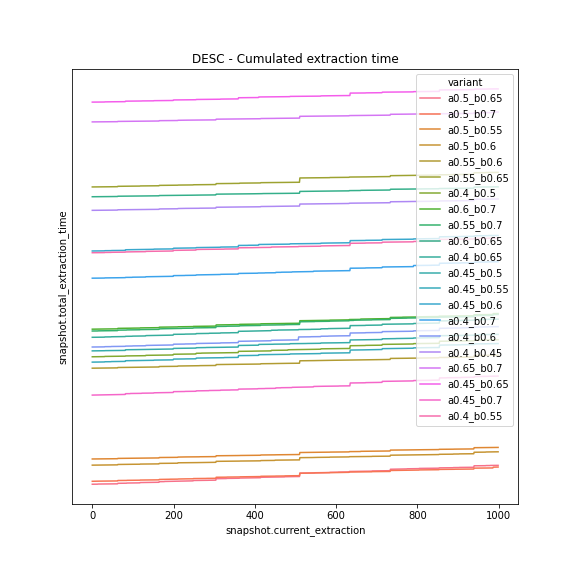 DESC - Cumulated extraction time
snapshot.total_extraction_time
variant
a0.5_b0.65
a0.5_b0.7
a0.5_b0.55
a0.5_b0.6
a0.55_b0.6
a0.55_b0.65
a0.4_b0.5
a0.6_b0.7
a0.55_b0.7
a0.6_b0.65
a0.4_b0.65
a0.45_b0.5
a0.45_b0.55
a0.45_b0.6
a0.4_b0.7
a0.4_b0.6
a0.4_b0.45
a0.65_b0.7
a0.45_b0.65
a0.45_b0.7
a0.4_b0.55
0 200 400 600 800 1000
snapshot.current_extraction